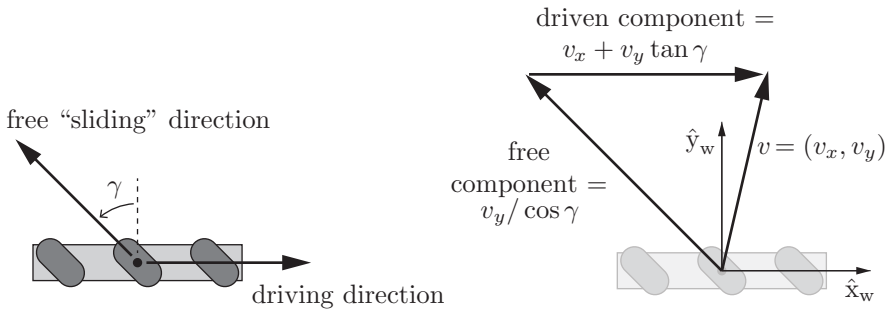 free “sliding” direction
γ
driving direction
driven component =
v_x + v_y tan γ
free
component =
v_y / cos γ
ŷ_w
v = (v_x, v_y)
x̂_w